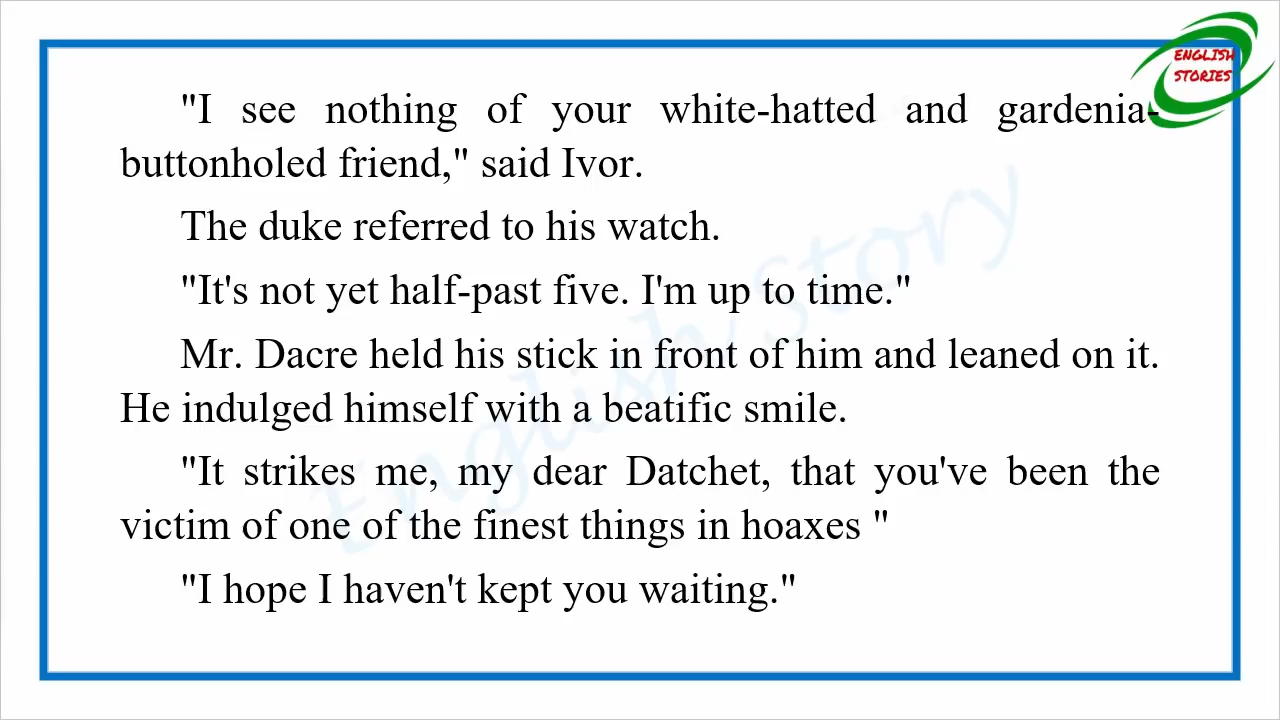 ENGLISH
STORIES
"I see nothing of your white-hatted and gardenia-
buttonholed friend," said Ivor.
The duke referred to his watch.
"It's not yet half-past five. I'm up to time."
Mr. Dacre held his stick in front of him and leaned on it.
He indulged himself with a beatific smile.
"It strikes me, my dear Datchet, that you've been the
victim of one of the finest things in hoaxes "
"I hope I haven't kept you waiting."
English story